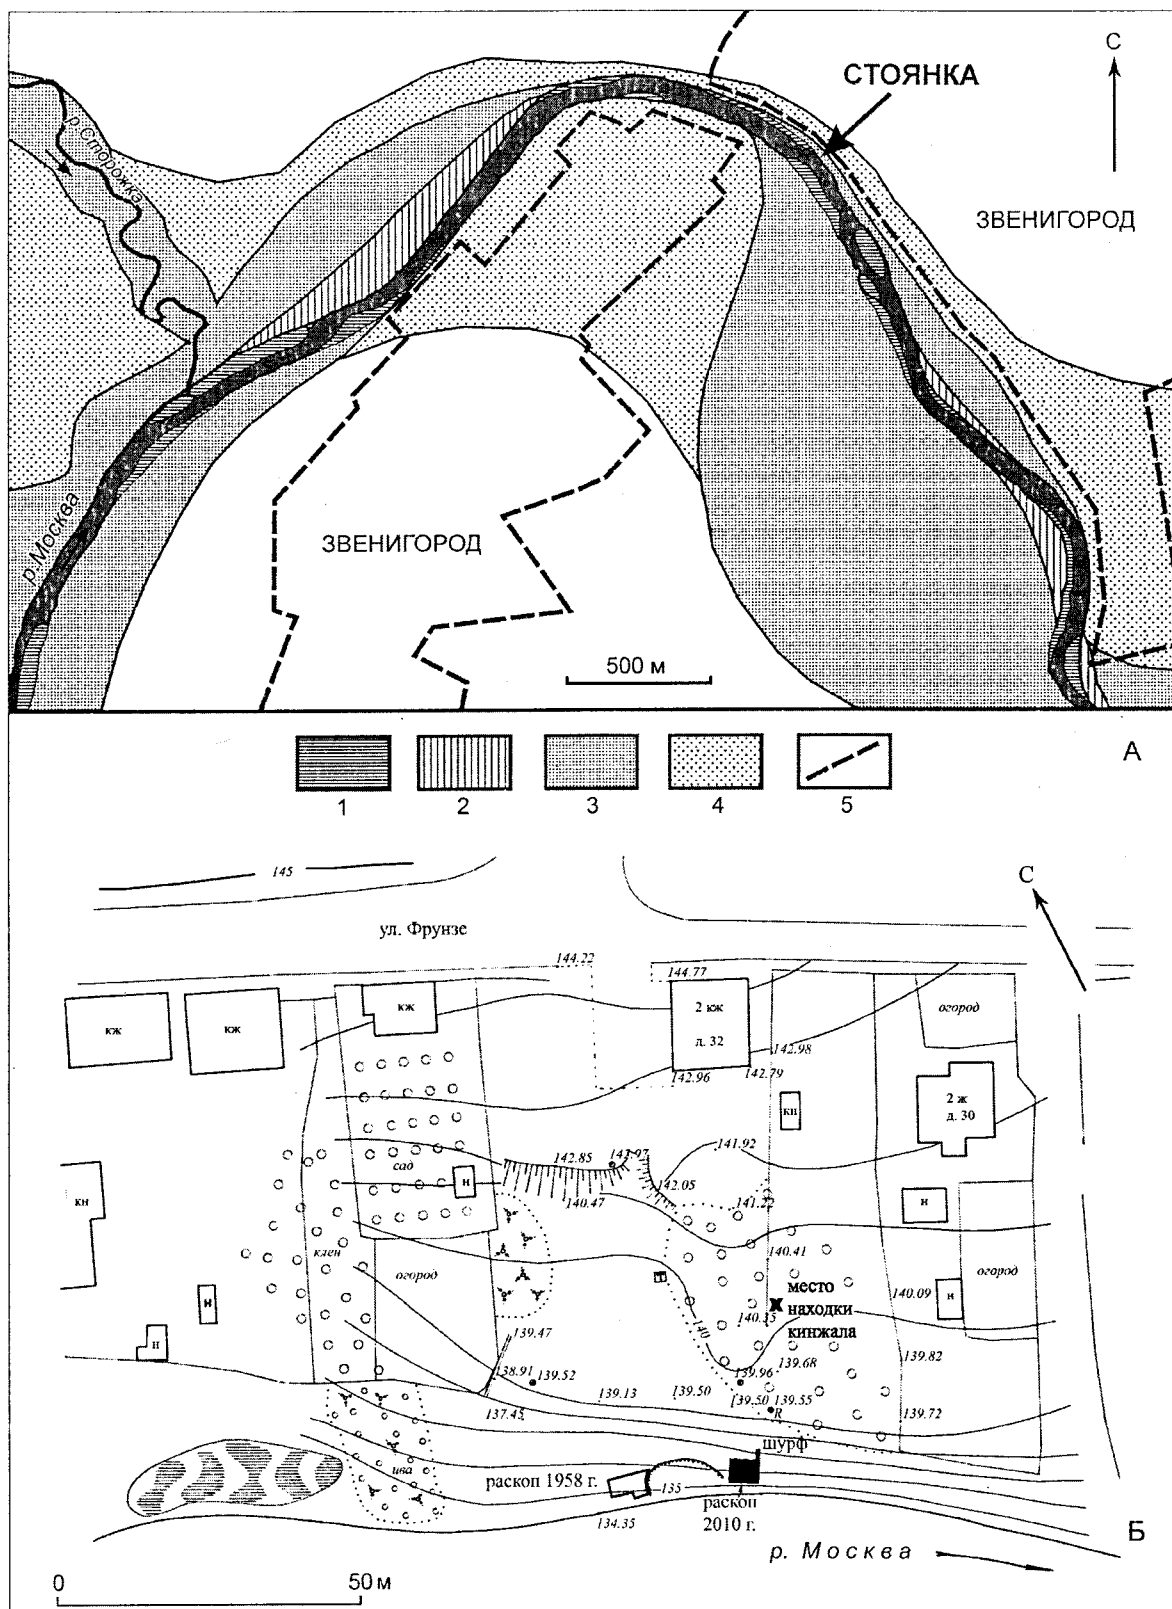 С
СТОЯНКА
р. Сторожка
ЗВЕНИГОРОД
р. Москва
ЗВЕНИГОРОД
500 м
А
1
2
3
4
5
145
С
ул. Фрунзе
144.22
144.77
кж
кж
кж
2 кж
д. 32
огород
142.98
142.96
142.79
кн
2 ж
д. 30
142.85
142.97
141.92
сад
н
кн
140.47
142.05
141.22
н
клен
огород
140.41
огород
место
140.09
н
н
140
140.35
находки
кинжала
н
139.47
139.96
139.68
139.82
138.91
139.52
139.13
139.50
139.50
139.55
139.72
137.45
R
шурф
ива
раскоп 1958 г.
135
раскоп
2010 г.
134.35
Б
р. Москва
0
50 м